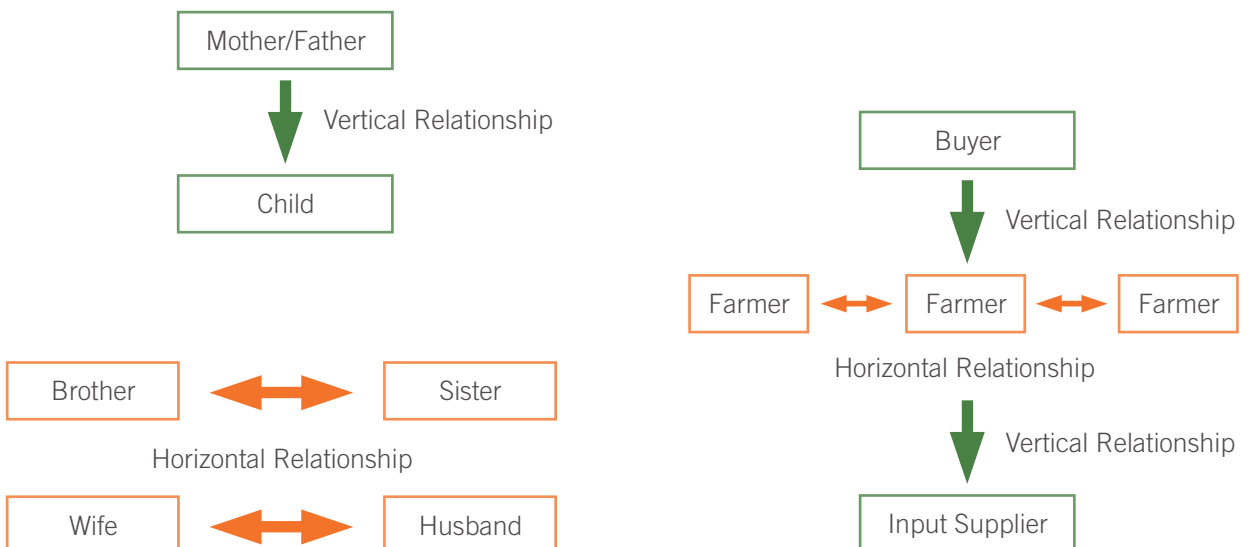 Mother/Father
Vertical Relationship
Child
Brother
Sister
Horizontal Relationship
Wife
Husband
Buyer
Vertical Relationship
Farmer
Farmer
Farmer
Horizontal Relationship
Vertical Relationship
Input Supplier